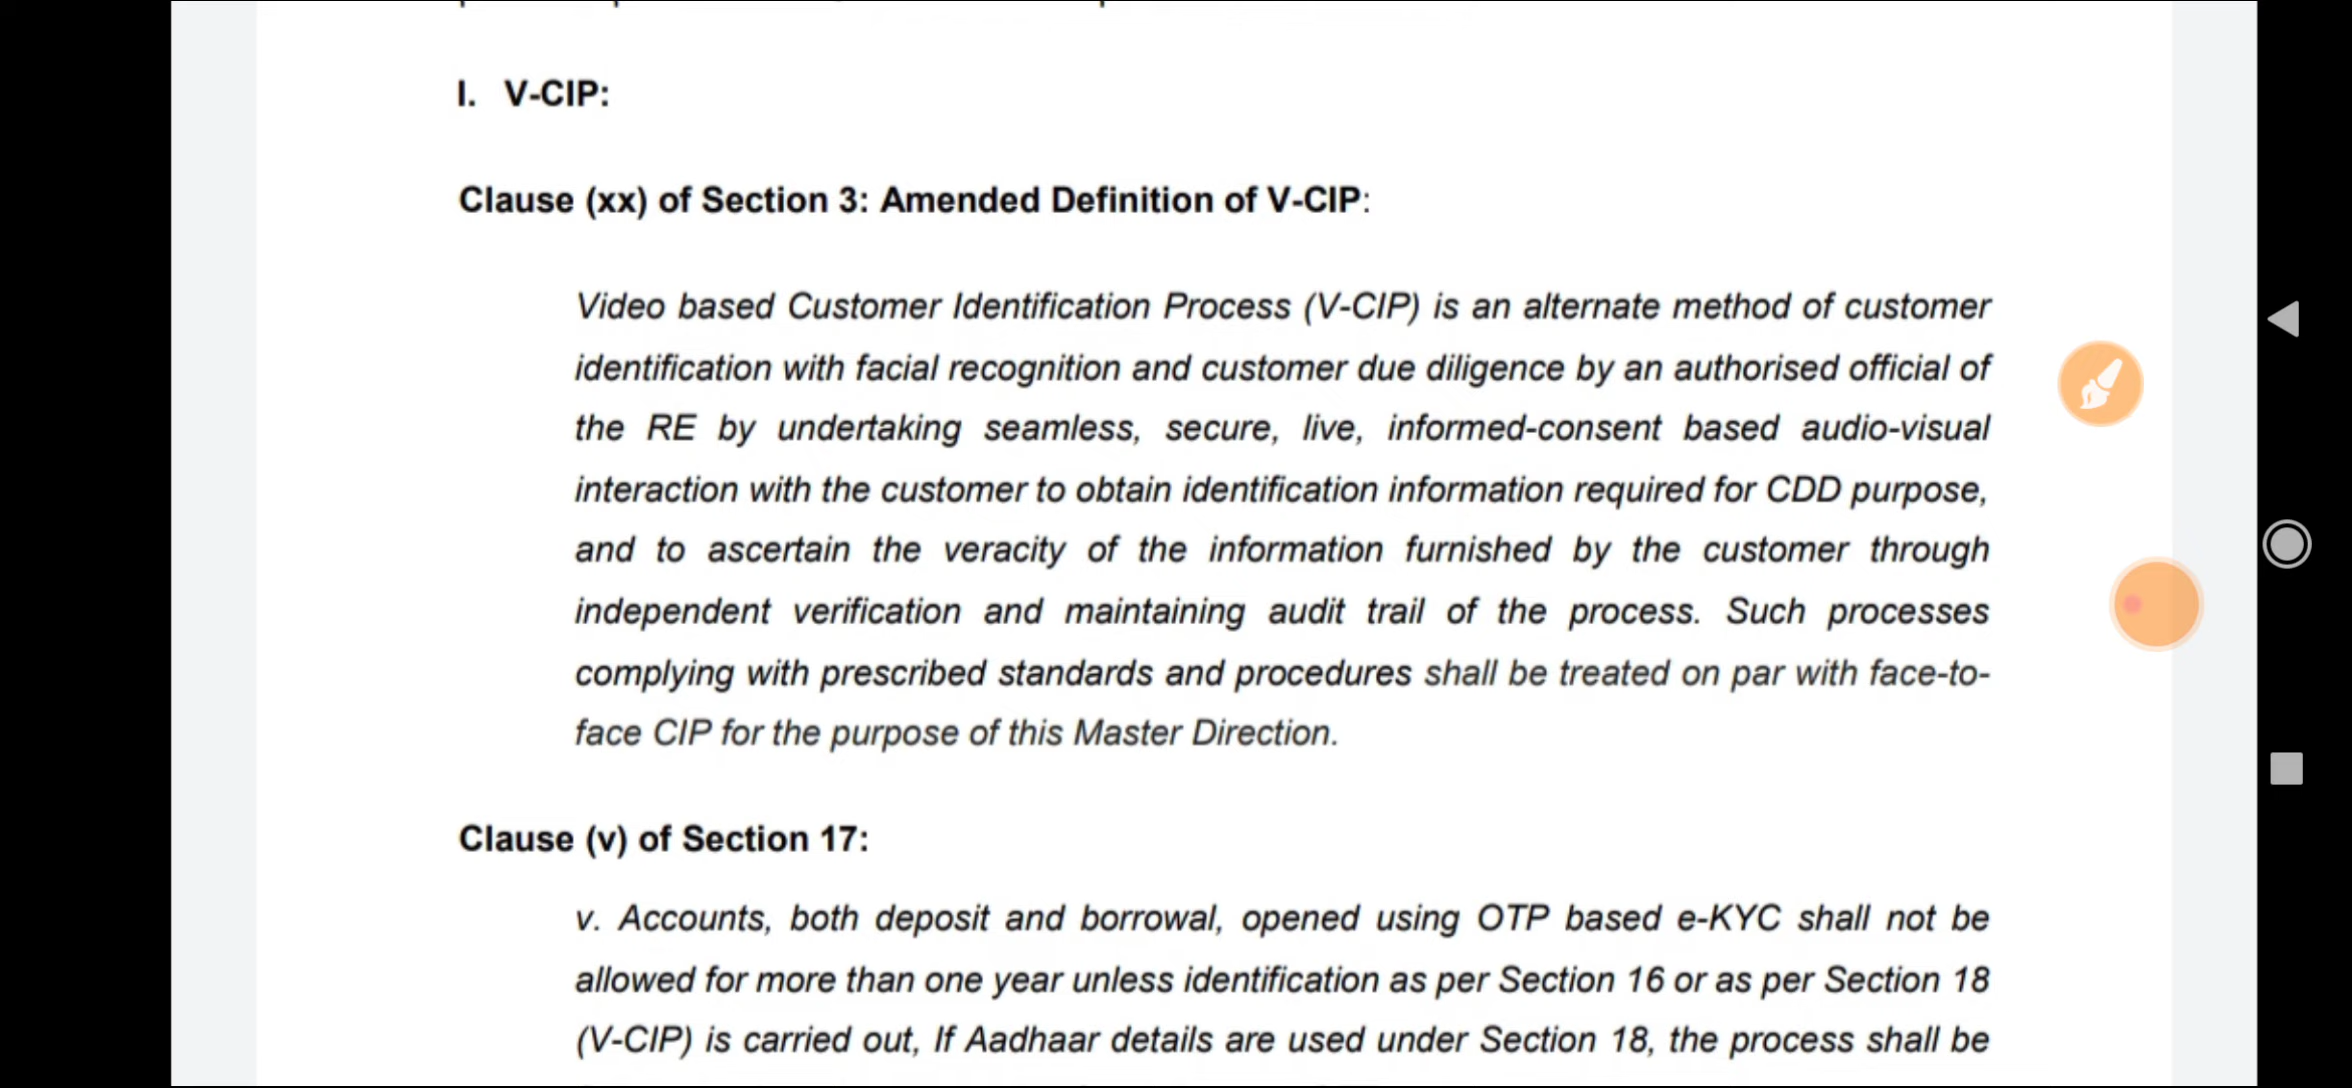 I. V-CIP:
Clause (xx) of Section 3: Amended Definition of V-CIP:
Video based Customer Identification Process (V-CIP) is an alternate method of customer
identification with facial recognition and customer due diligence by an authorised official of
the RE by undertaking seamless, secure, live, informed-consent based audio-visual
interaction with the customer to obtain identification information required for CDD purpose,
and to ascertain the veracity of the information furnished by the customer through
independent verification and maintaining audit trail of the process. Such processes
complying with prescribed standards and procedures shall be treated on par with face-to-
face CIP for the purpose of this Master Direction.
Clause (v) of Section 17:
v. Accounts, both deposit and borrowal, opened using OTP based e-KYC shall not be
allowed for more than one year unless identification as per Section 16 or as per Section 18
(V-CIP) is carried out, If Aadhaar details are used under Section 18, the process shall be